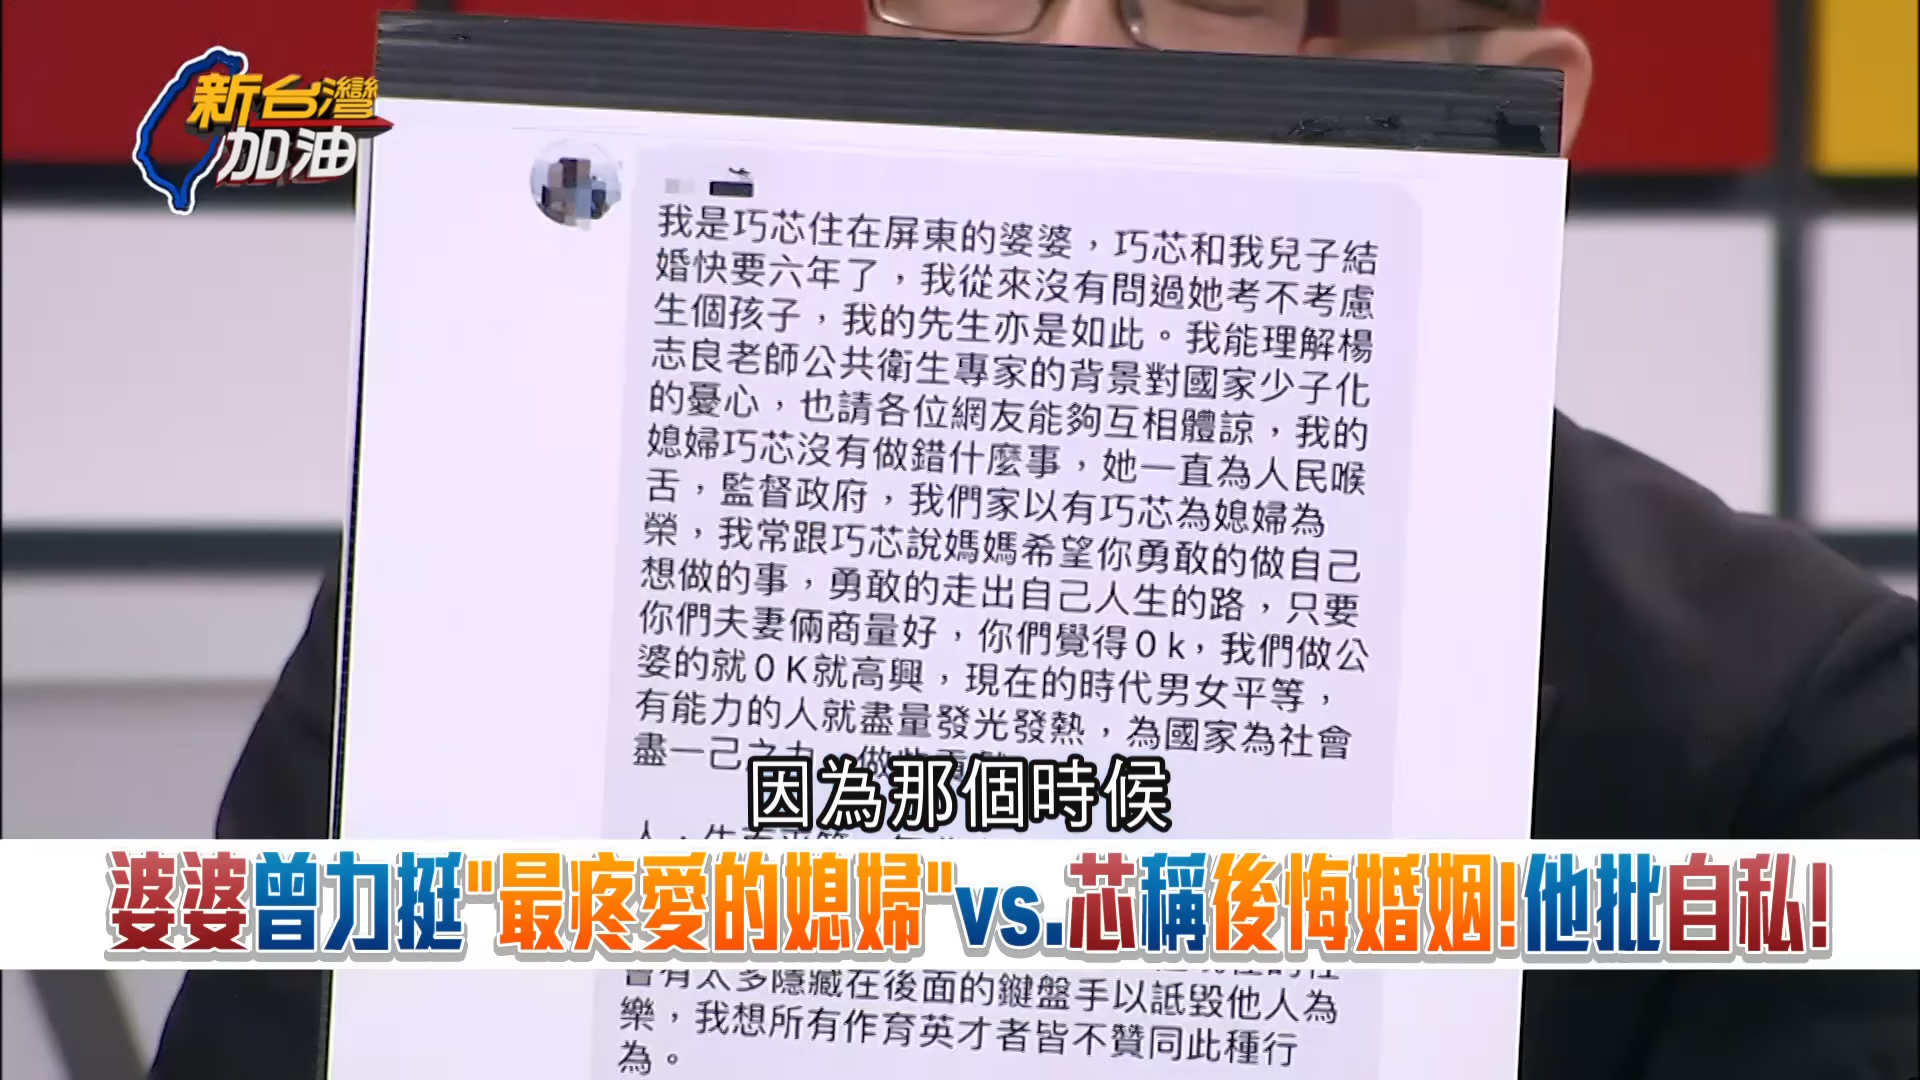 新台灣
加油
我是巧芯住在屏東的婆婆，巧芯和我兒子結
婚快要六年了，我從來沒有問過她考不考慮
生個孩子，我的先生亦是如此。我能理解楊
志良老師公共衛生專家的背景對國家少子化
的憂心，也請各位網友能夠互相體諒，我的
媳婦巧芯沒有做錯什麼事，她一直為人民喉
舌，監督政府，我們家以有巧芯為媳婦為
榮，我常跟巧芯說媽媽希望你勇敢的做自己
想做的事，勇敢的走出自己人生的路，只要
你們夫妻倆商量好，你們覺得Ok，我們做公
婆的就OK就高興，現在的時代男女平等，
有能力的人就盡量發光發熱，為國家為社會
盡一己之力
因為那個時候
婆婆曾力挺"最疼愛的媳婦"vs.芯稱後悔婚姻!他批自私!
會有太多隱藏在後面的鍵盤手以詆毀他人為
樂，我想所有作育英才者皆不贊同此種行
為。